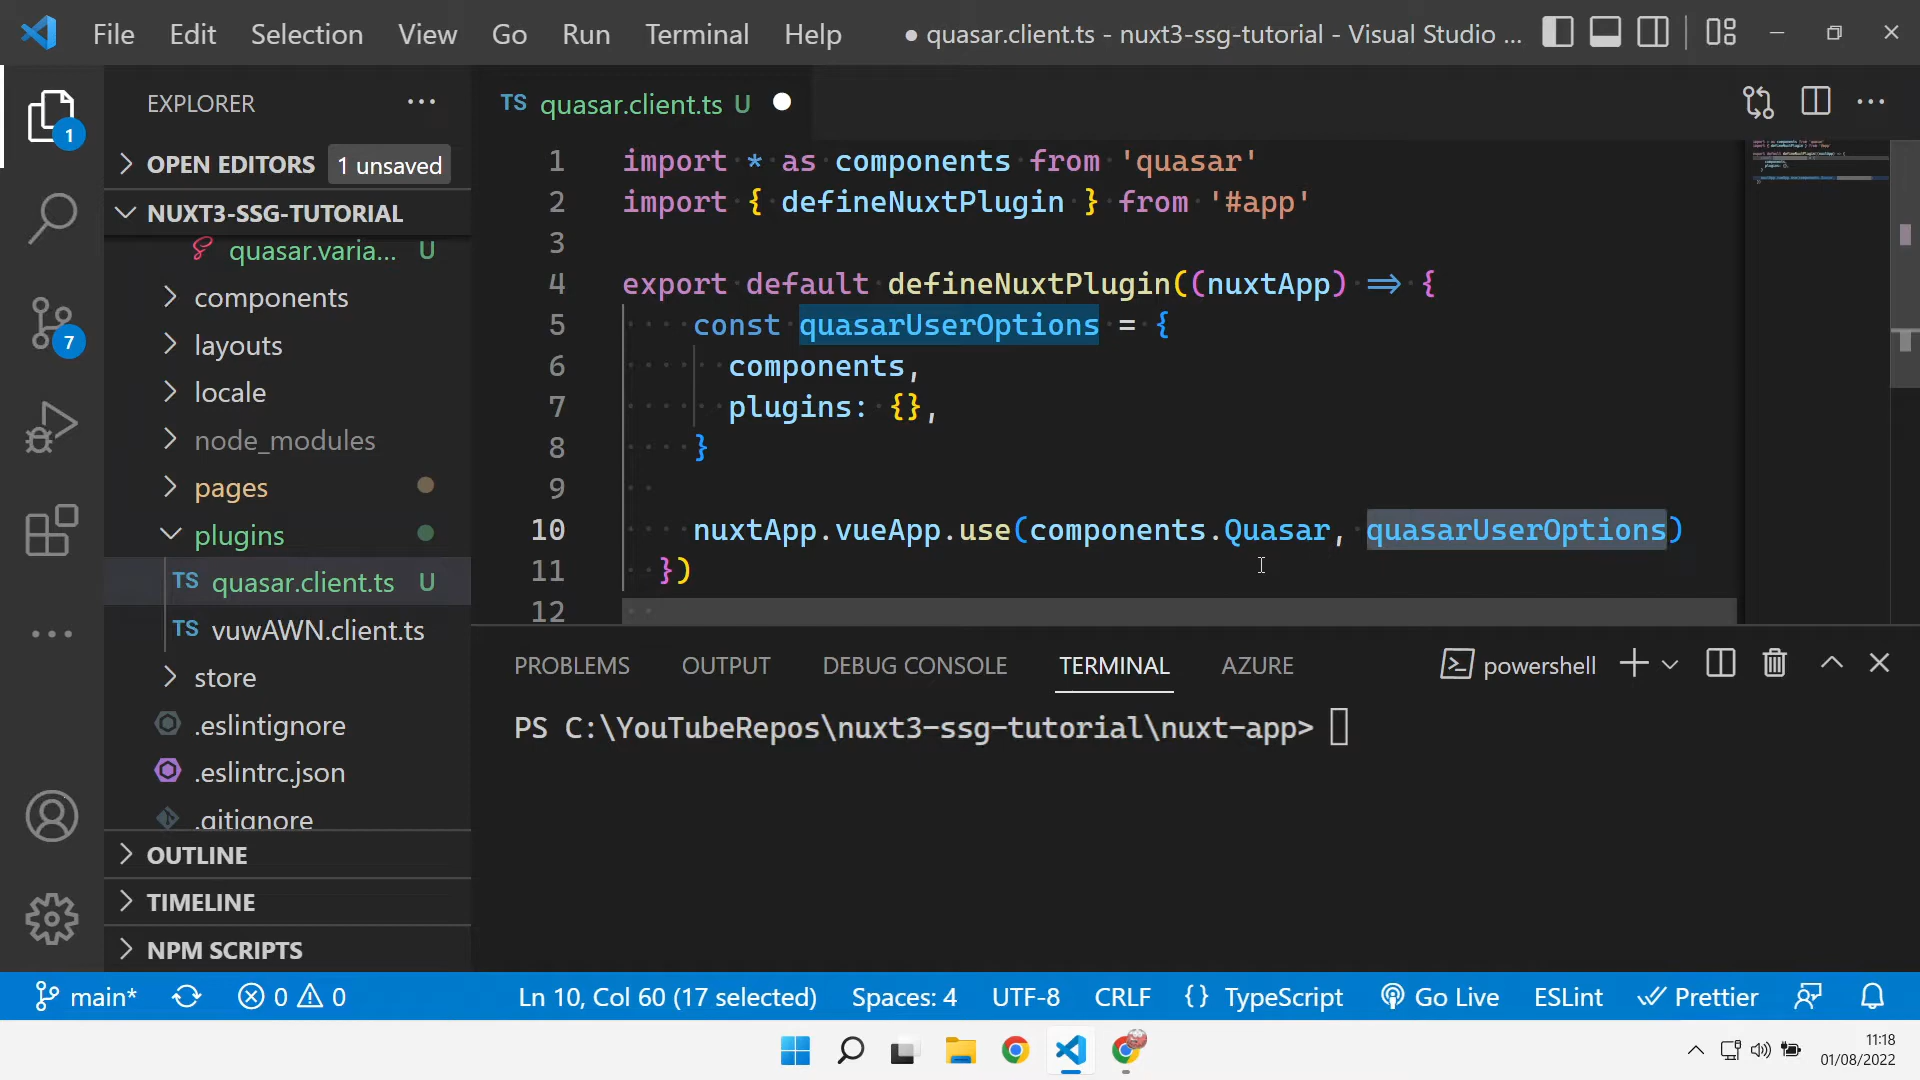 File Edit Selection View Go Run Terminal Help ● quasar.client.ts - nuxt3-ssg-tutorial - Visual Studio ...
EXPLORER ...
TS quasar.client.ts U
OPEN EDITORS 1 unsaved
NUXT3-SSG-TUTORIAL
quasar.varia... U
components
layouts
locale
node_modules
pages
plugins
TS quasar.client.ts U
TS vuwAWN.client.ts
store
.eslintignore
.eslintrc.json
.gitignore
OUTLINE
TIMELINE
NPM SCRIPTS
1
7
1 import * as components from 'quasar'
2 import { defineNuxtPlugin } from '#app'
3
4 export default defineNuxtPlugin((nuxtApp) => {
5 const quasarUserOptions = {
6 components,
7 plugins: {},
8 }
9
10 nuxtApp.vueApp.use(components.Quasar, quasarUserOptions)
11 })
12
PROBLEMS OUTPUT DEBUG CONSOLE TERMINAL AZURE powershell
PS C:\YouTubeRepos\nuxt3-ssg-tutorial\nuxt-app>
main* 0 0 Ln 10, Col 60 (17 selected) Spaces: 4 UTF-8 CRLF {} TypeScript Go Live ESLint Prettier
11:18
01/08/2022